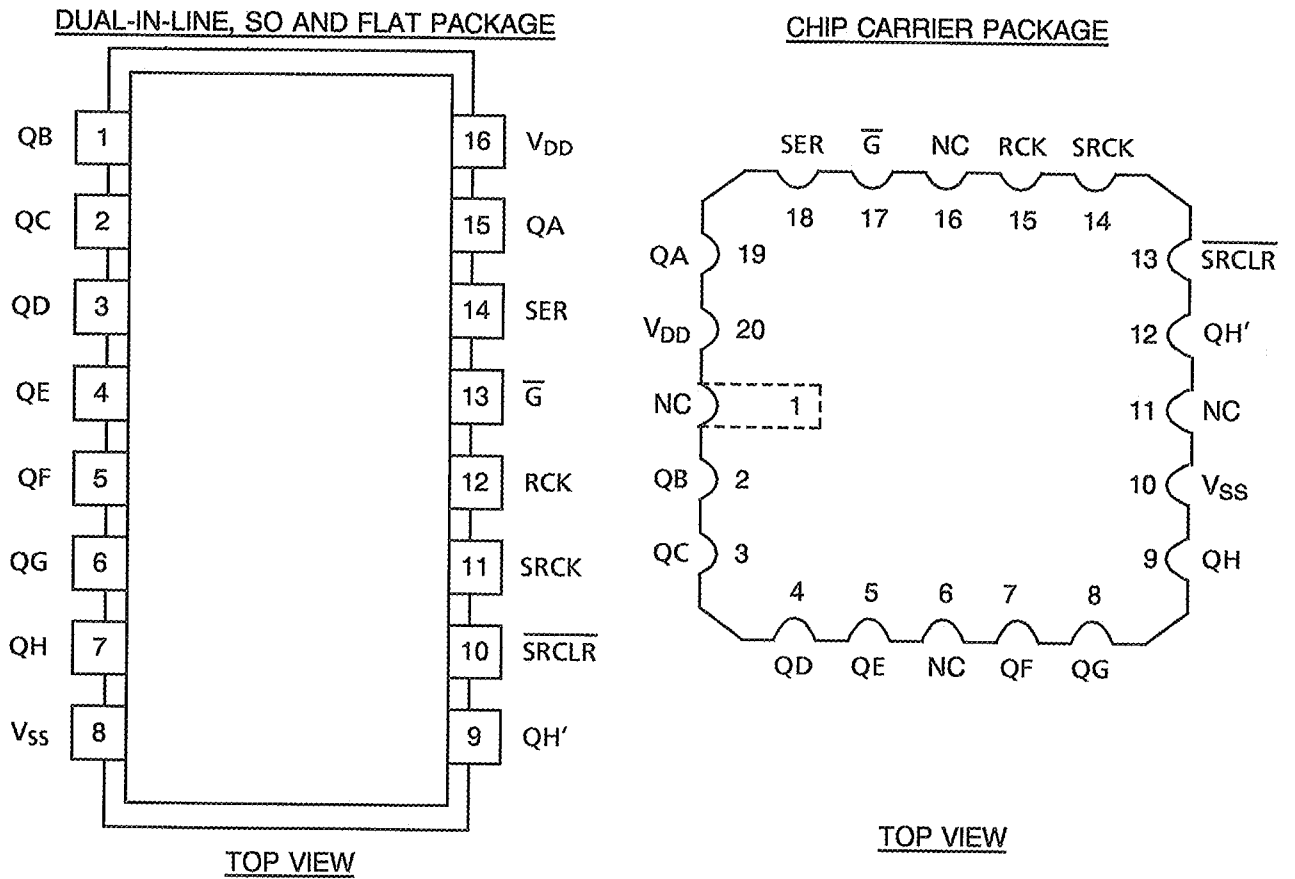 DUAL-IN-LINE, SO AND FLAT PACKAGE
QB 1 16 VDD
QC 2 15 QA
QD 3 14 SER
QE 4 13 G̅
QF 5 12 RCK
QG 6 11 SRCK
QH 7 10 S̅R̅C̅L̅R̅
VSS 8 9 QH'
TOP VIEW
CHIP CARRIER PACKAGE
SER G̅ NC RCK SRCK
18 17 16 15 14
QA 19 13 S̅R̅C̅L̅R̅
VDD 20 12 QH'
NC 1 11 NC
QB 2 10 VSS
QC 3 9 QH
4 5 6 7 8
QD QE NC QF QG
TOP VIEW